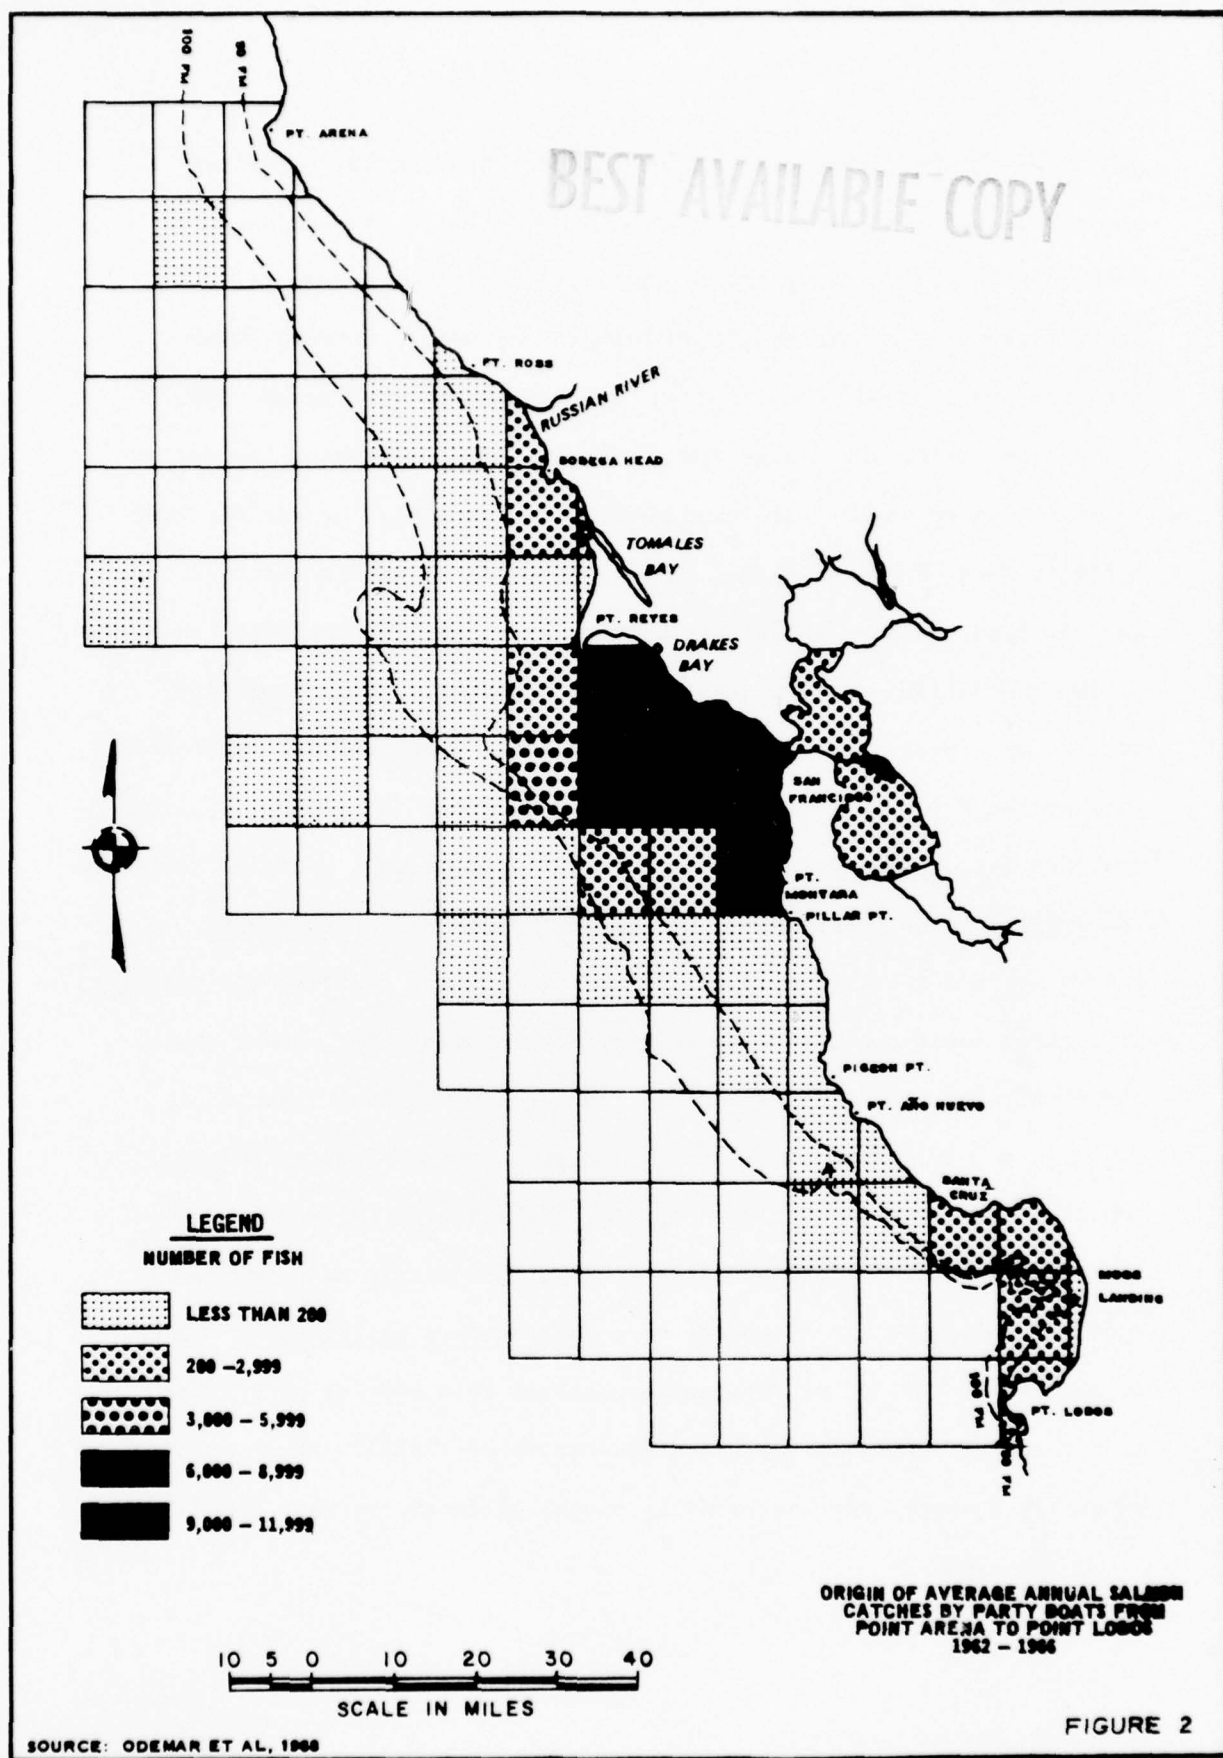 100 FM
50 FM
PT. ARENA
BEST AVAILABLE COPY
PT. ROSS
RUSSIAN RIVER
BODEGA HEAD
TOMALES
BAY
PT. REYES
DRAKES
BAY
SAN
FRANCISCO
PT.
MONTARA
PILLAR PT.
PIGEON PT.
PT. AÑO NUEVO
SANTA
CRUZ
MOSS
LANDING
100 FM
PT. LOBOS
FM
LEGEND
NUMBER OF FISH
LESS THAN 200
200 - 2,999
3,000 - 5,999
6,000 - 8,999
9,000 - 11,999
ORIGIN OF AVERAGE ANNUAL SALMON
CATCHES BY PARTY BOATS FROM
POINT ARENA TO POINT LOBOS
1962 - 1966
10 5 0 10 20 30 40
SCALE IN MILES
FIGURE 2
SOURCE: ODEMAR ET AL, 1968